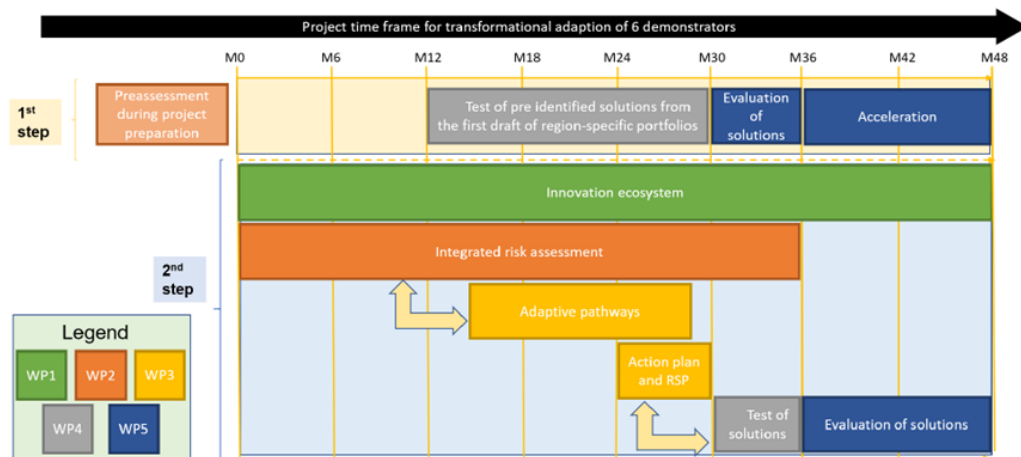 Project time frame for transformational adaption of 6 demonstrators
M0 M6 M12 M18 M24 M30 M36 M42 M48
1st
step
Preassessment
during project
preparation
Test of pre identified solutions from
the first draft of region-specific portfolios
Evaluation
of
solutions
Acceleration
Innovation ecosystem
Integrated risk assessment
2nd
step
Adaptive pathways
Action plan
and RSP
Test of
solutions
Evaluation of solutions
Legend
WP1 WP2 WP3
WP4 WP5